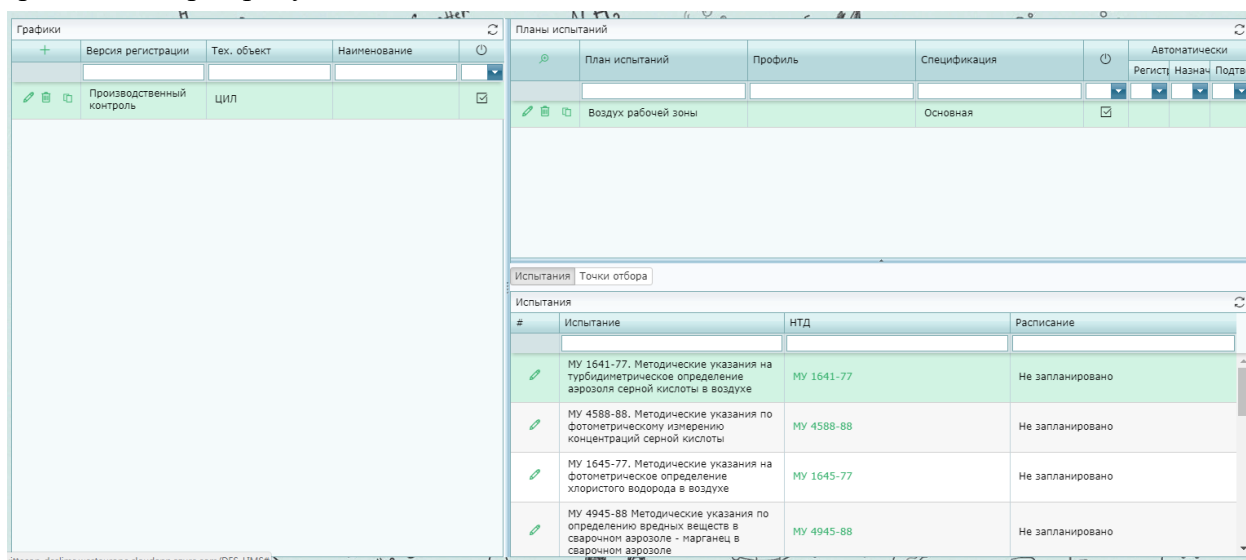 Графики
Версия регистрации Тех. объект Наименование
Производственный
контроль
ЦИЛ
Планы испытаний
План испытаний Профиль Спецификация Автоматически
Регистр Назнач Подтв
Воздух рабочей зоны Основная
Испытания Точки отбора
Испытания
# Испытание НТД Расписание
МУ 1641-77. Методические указания на
турбидиметрическое определение
аэрозоля серной кислоты в воздухе
МУ 1641-77 Не запланировано
МУ 4588-88. Методические указания по
фотометрическому измерению
концентраций серной кислоты
МУ 4588-88 Не запланировано
МУ 1645-77. Методические указания на
фотометрическое определение
хлористого водорода в воздухе
МУ 1645-77 Не запланировано
МУ 4945-88 Методические указания по
определению вредных веществ в
сварочном аэрозоле - марганец в
сварочном аэрозоле
МУ 4945-88 Не запланировано